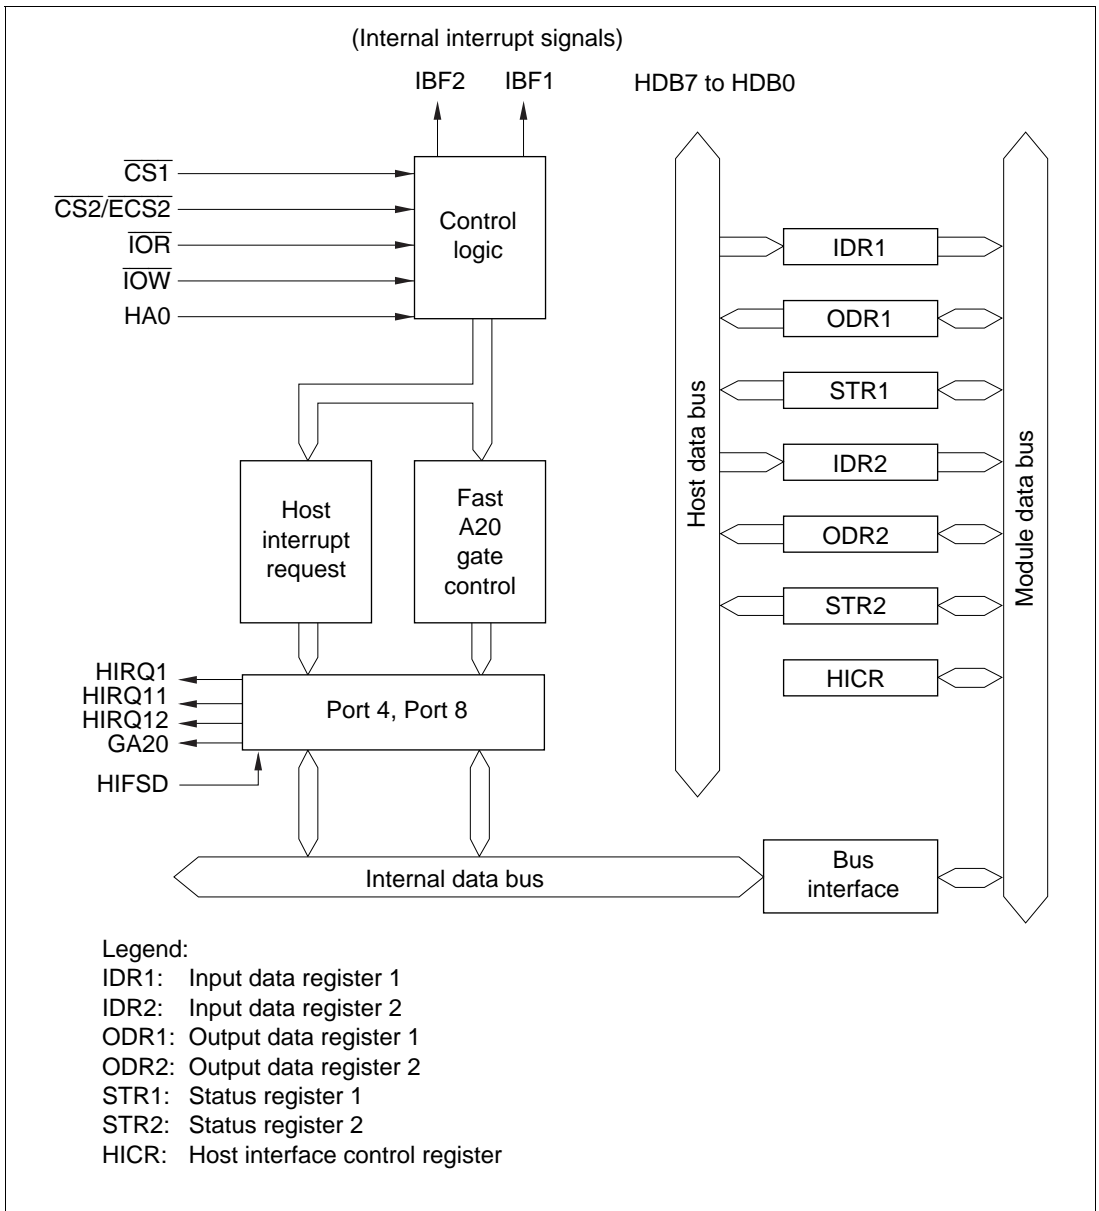 (Internal interrupt signals)
IBF2 IBF1 HDB7 to HDB0
CS1
CS2/ECS2
IOR
IOW
HA0
Control
logic
Host
interrupt
request
Fast
A20
gate
control
HIRQ1
HIRQ11
HIRQ12
GA20
HIFSD
Port 4, Port 8
Internal data bus
Host data bus
IDR1
ODR1
STR1
IDR2
ODR2
STR2
HICR
Module data bus
Bus
interface
Legend:
IDR1: Input data register 1
IDR2: Input data register 2
ODR1: Output data register 1
ODR2: Output data register 2
STR1: Status register 1
STR2: Status register 2
HICR: Host interface control register